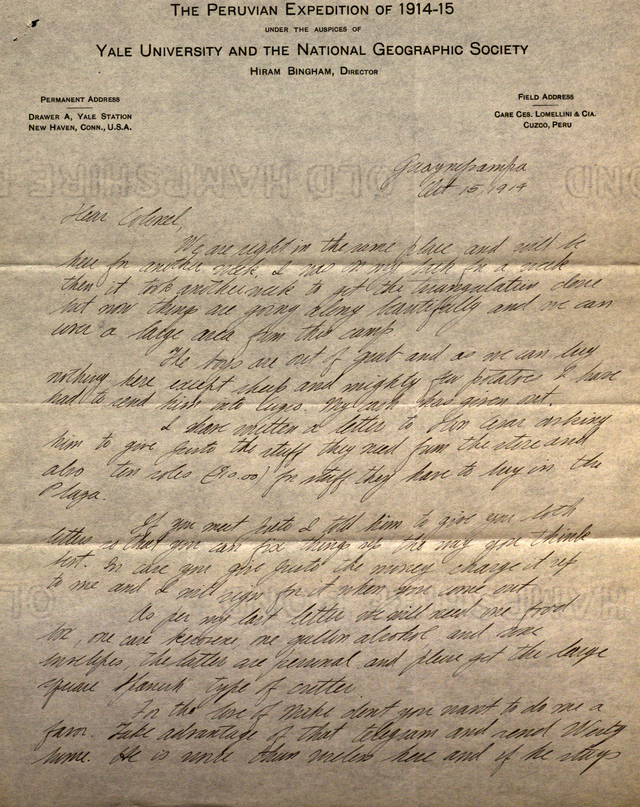 THE PERUVIAN EXPEDITION OF 1914-15
UNDER THE AUSPICES OF
YALE UNIVERSITY AND THE NATIONAL GEOGRAPHIC SOCIETY
HIRAM BINGHAM, DIRECTOR
PERMANENT ADDRESS
DRAWER A, YALE STATION
NEW HAVEN, CONN., U.S.A.
FIELD ADDRESS
CARE CES. LOMELLINI & CIA.
CUZCO, PERU
OLD HAMPSHIRE BOND
Oct 15, 1914
Dear Colonel,
We are right in the same place and will be
here for another week. I was on my back for a week
then it took another week to get the triangulation done
but now things are going along beautifully and we can
cover a large area from this camp.
The boys are out of grub and as we can buy
nothing here except sheep and mighty few potatoes I have
had to send him into Cuzco. My cash has given out.
I have written a letter to Don Cesar asking
him to give Justo the stuff they need from the store and
also ten soles for stuff they have to buy in the
Plaza.
If you meet Justo I told him to give you both
letters so that you can fix things up the way you think
best. In case you give Justo the money charge it up
to me and I will sign for it when you come out.
As per my last letter we will need one food
box, one case kerosene, one gallon alcohol and some
envelopes, the latter are personal and please get the large
square type of
For the love of Mike don't you want to do me a
favor. Take advantage of that telegram and send
home. He is worse than useless here and if he stays